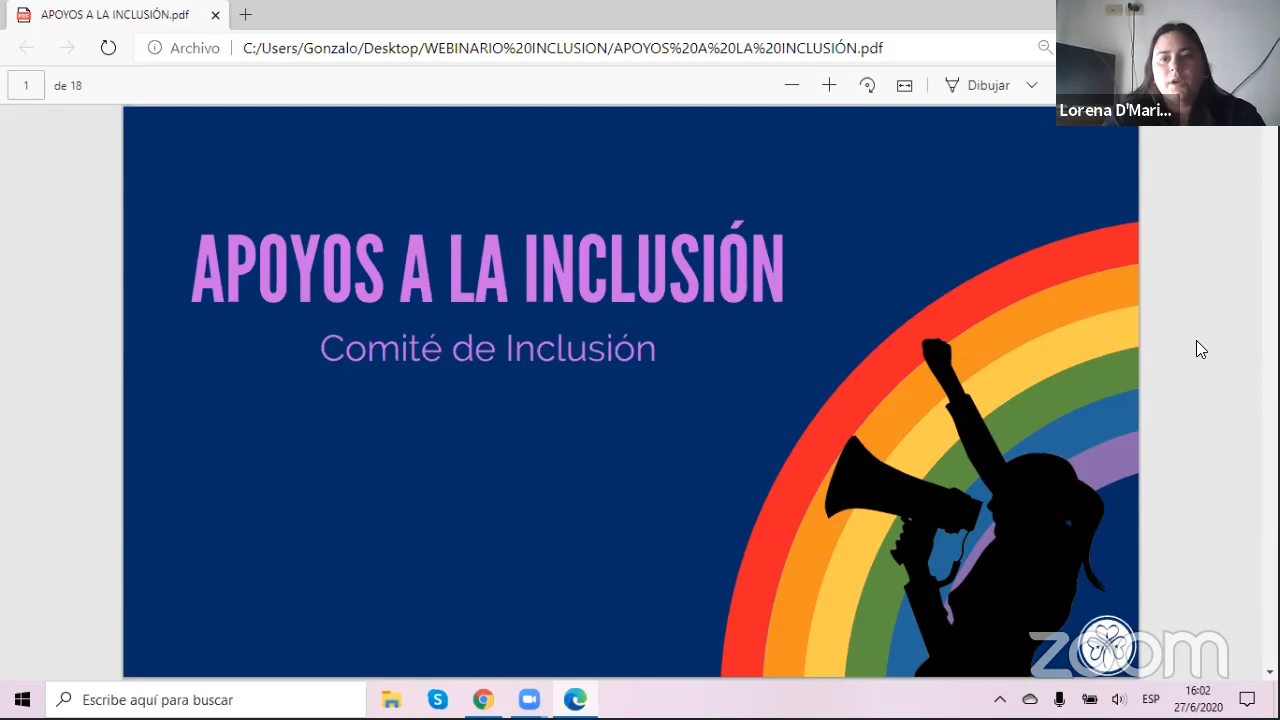 APOYOS A LA INCLUSIÓN.pdf
Archivo
C:/Users/Gonzalo/Desktop/WEBINARIO%20INCLUSION/APOYOS%20A%20LA%20INCLUSIÓN.pdf
1 de 18
Dibujar
Lorena D'Mari...
APOYOS A LA INCLUSIÓN
Comité de Inclusión
zoom
Escribe aquí para buscar
ESP
16:02
27/6/2020